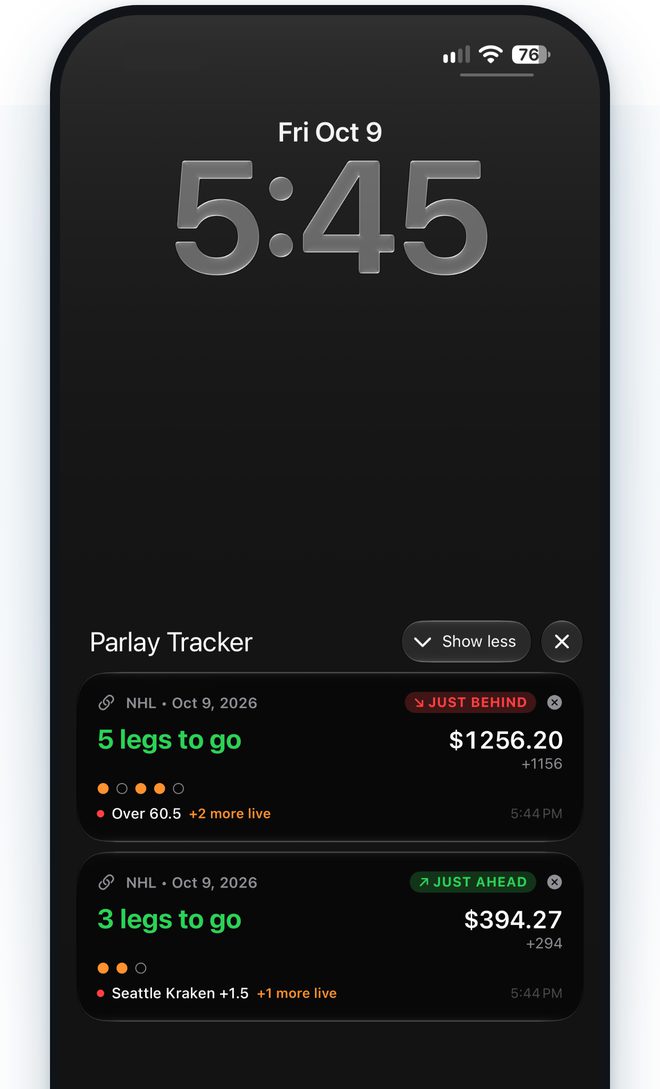 76
Fri Oct 9
5:45
Parlay Tracker
Show less
NHL • Oct 9, 2026
JUST BEHIND
5 legs to go
$1256.20
+1156
Over 60.5 +2 more live
5:44 PM
NHL • Oct 9, 2026
JUST AHEAD
3 legs to go
$394.27
+294
Seattle Kraken +1.5 +1 more live
5:44 PM